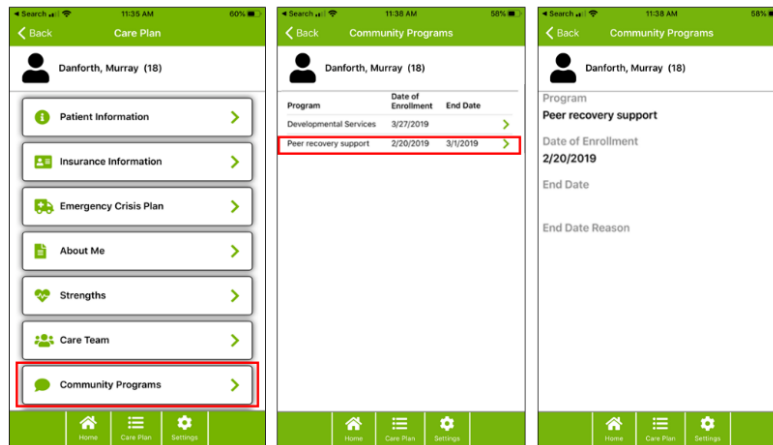 Search 11:35 AM 60%
Back Care Plan
Danforth, Murray (18)
Patient Information
Insurance Information
Emergency Crisis Plan
About Me
Strengths
Care Team
Community Programs
Home Care Plan Settings
Search 11:38 AM 58%
Back Community Programs
Danforth, Murray (18)
Program Date of Enrollment End Date
Developmental Services 3/27/2019
Peer recovery support 2/20/2019 3/1/2019
Home Care Plan Settings
Search 11:38 AM 58%
Back Community Programs
Danforth, Murray (18)
Program
Peer recovery support
Date of Enrollment
2/20/2019
End Date
End Date Reason
Home Care Plan Settings